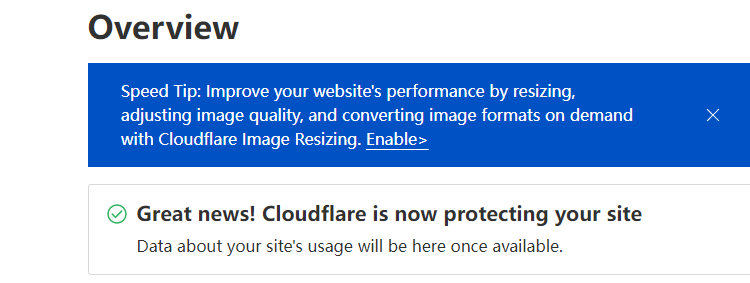 Overview
Speed Tip: Improve your website's performance by resizing,
adjusting image quality, and converting image formats on demand
with Cloudflare Image Resizing. Enable>
Great news! Cloudflare is now protecting your site
Data about your site's usage will be here once available.